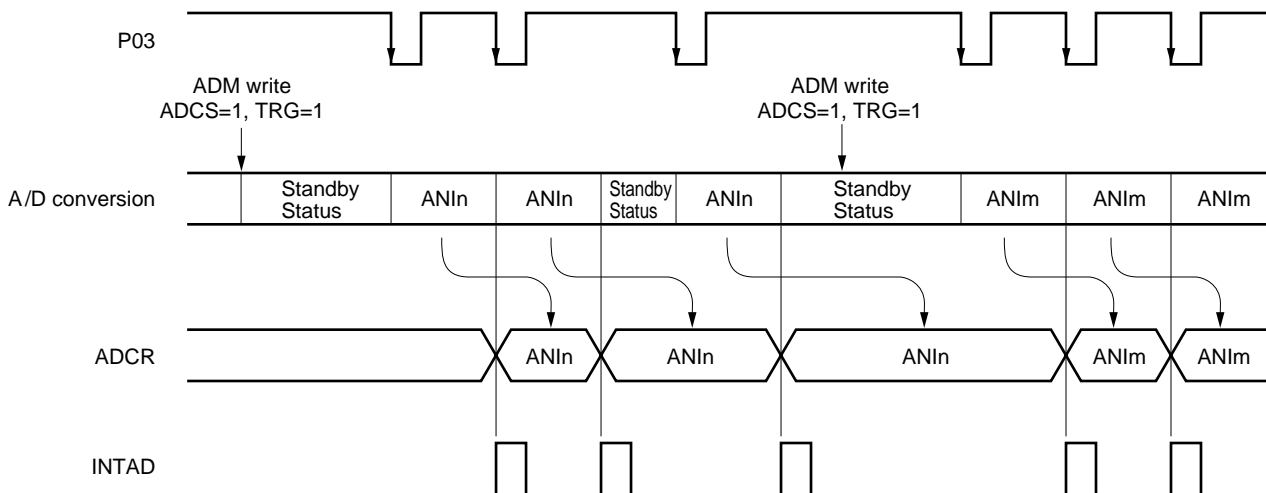 P03
ADM write
ADCS=1, TRG=1
ADM write
ADCS=1, TRG=1
A/D conversion
Standby
Status
ANIn
ANIn
Standby
Status
ANIn
Standby
Status
ANIm
ANIm
ANIm
ADCR
ANIn
ANIn
ANIn
ANIm
ANIm
INTAD